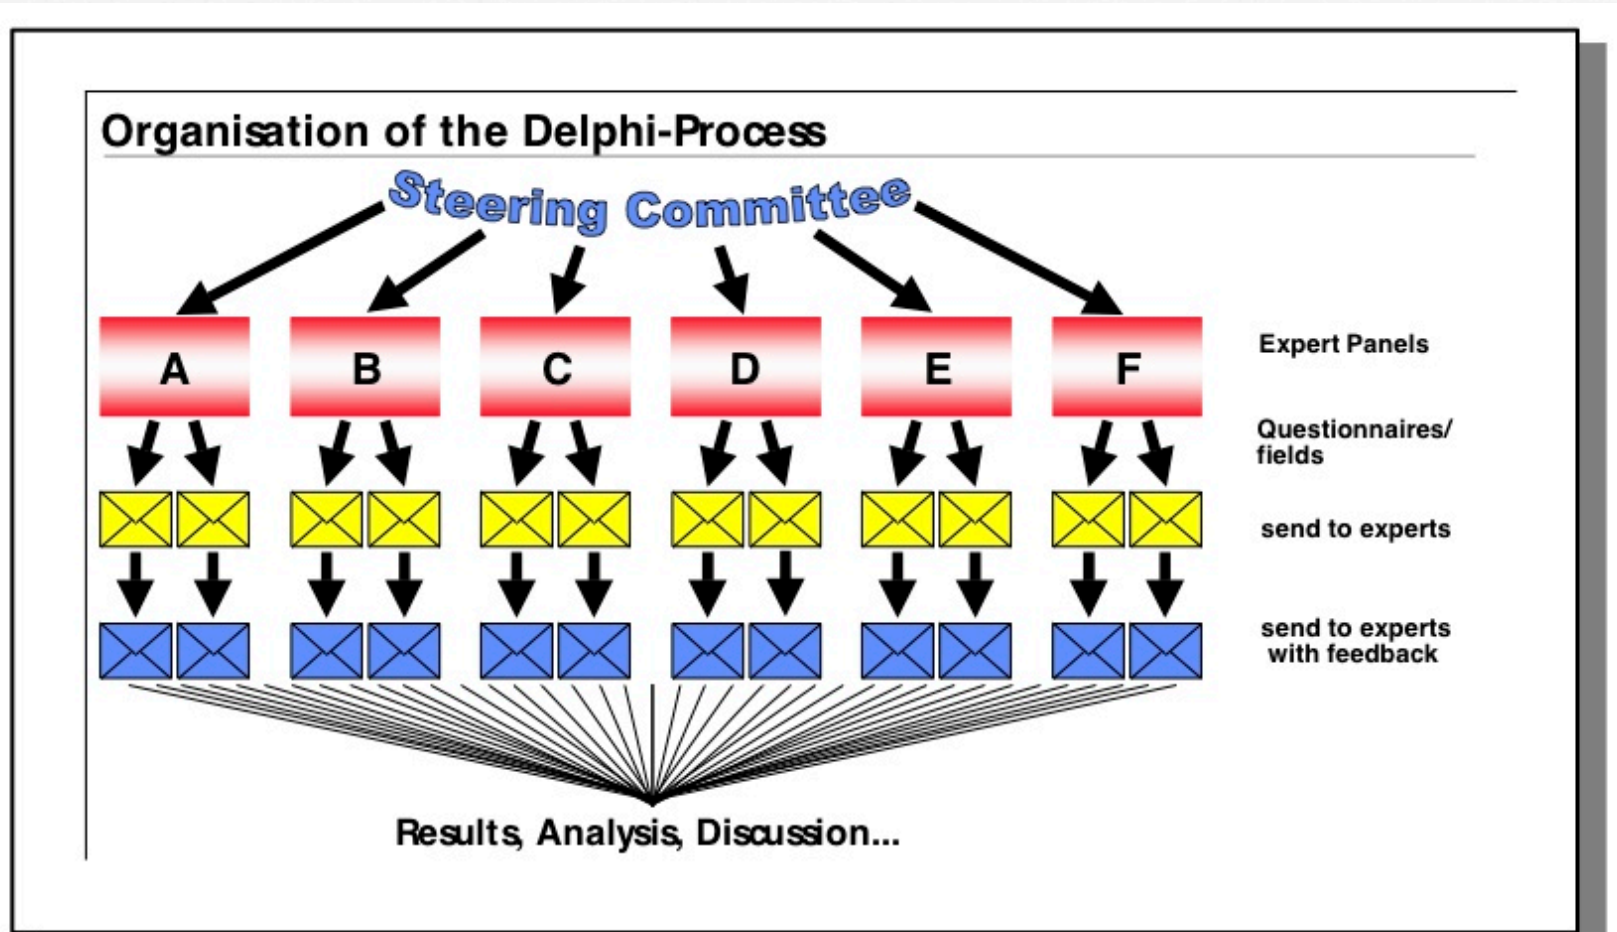 Organisation of the Delphi-Process
Steering Committee
A B C D E F
Expert Panels
Questionnaires/
fields
send to experts
send to experts
with feedback
Results, Analysis, Discussion...